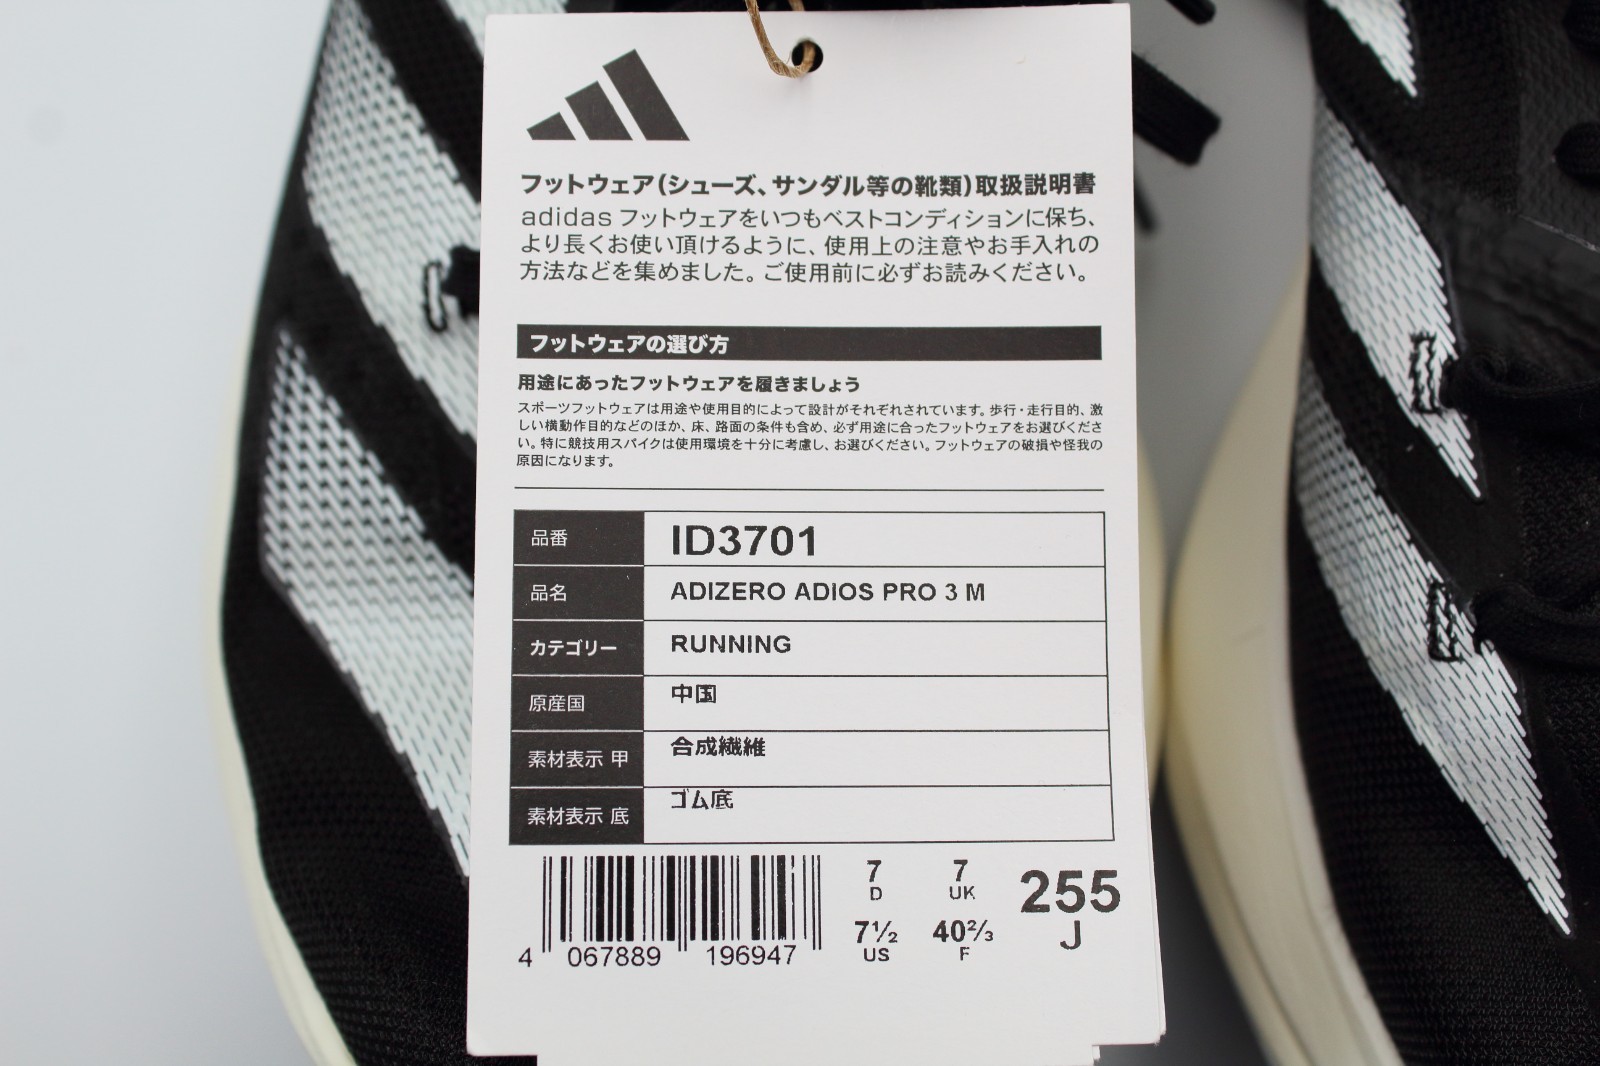 フットウェア(シューズ、サンダル等の靴類)取扱説明書
adidas フットウェアをいつもベストコンディションに保ち、
より長くお使い頂けるように、使用上の注意やお手入れの
方法などを集めました。ご使用前に必ずお読みください。
フットウェアの選び方
用途にあったフットウェアを履きましょう
スポーツフットウェアは用途や使用目的によって設計がそれぞれされています。歩行・走行目的、激
しい横動作目的などのほか、床、路面の条件も含め、必ず用途に合ったフットウェアをお選びくださ
い。特に競技用スパイクは使用環境を十分に考慮し、お選びください。フットウェアの破損や怪我の
原因になります。
品番 ID3701
品名 ADIZERO ADIOS PRO 3 M
カテゴリー RUNNING
原産国 中国
素材表示 甲 合成繊維
素材表示 底 ゴム底
7 7 255
D UK
7½ 40⅔ J
US F
4 067889 196947